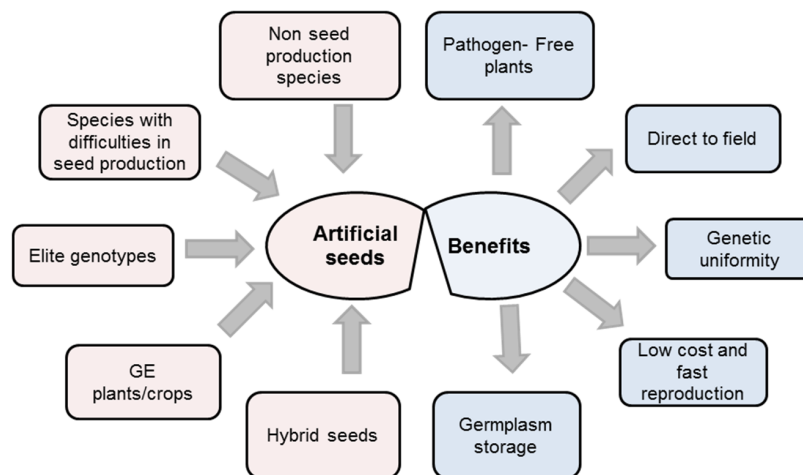 Non seed
production
species
Pathogen- Free
plants
Species with
difficulties in
seed production
Direct to field
Artificial
seeds
Benefits
Elite genotypes
Genetic
uniformity
GE
plants/crops
Low cost and
fast
reproduction
Hybrid seeds
Germplasm
storage